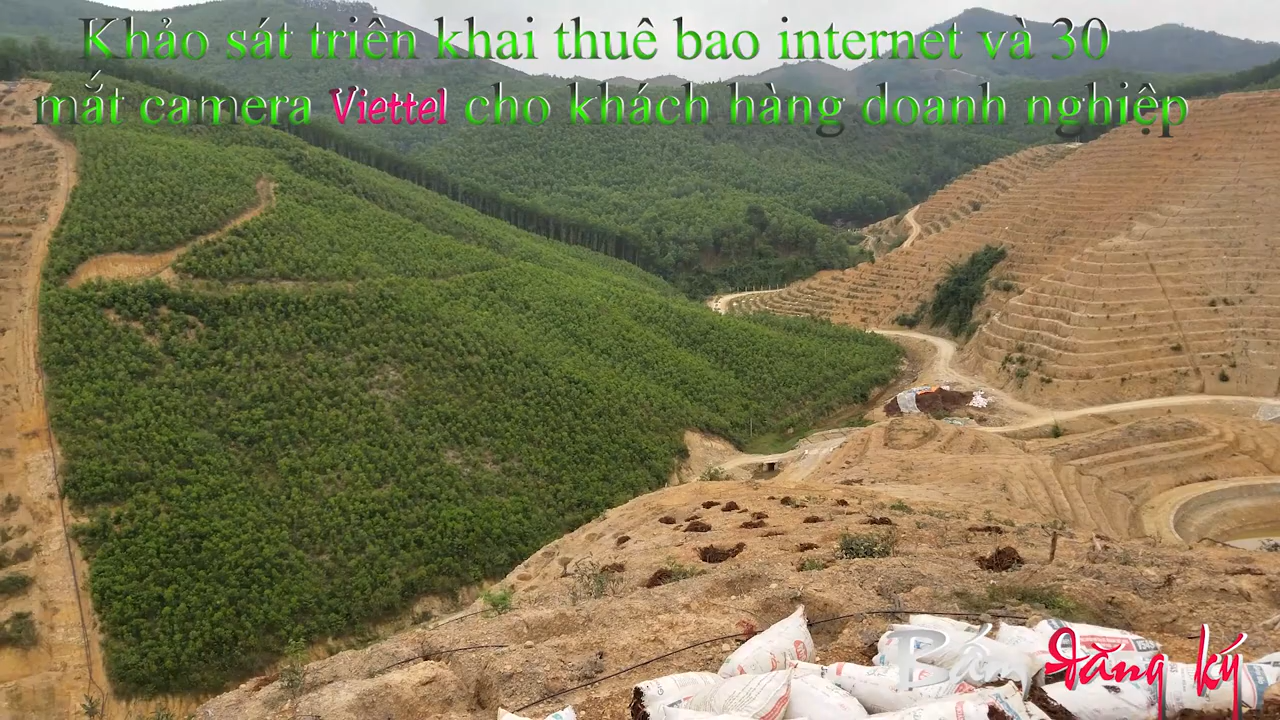 Khảo sát triển khai thuê bao internet và 30
mắt camera Viettel cho khách hàng doanh nghiệp
Bấm Đăng ký